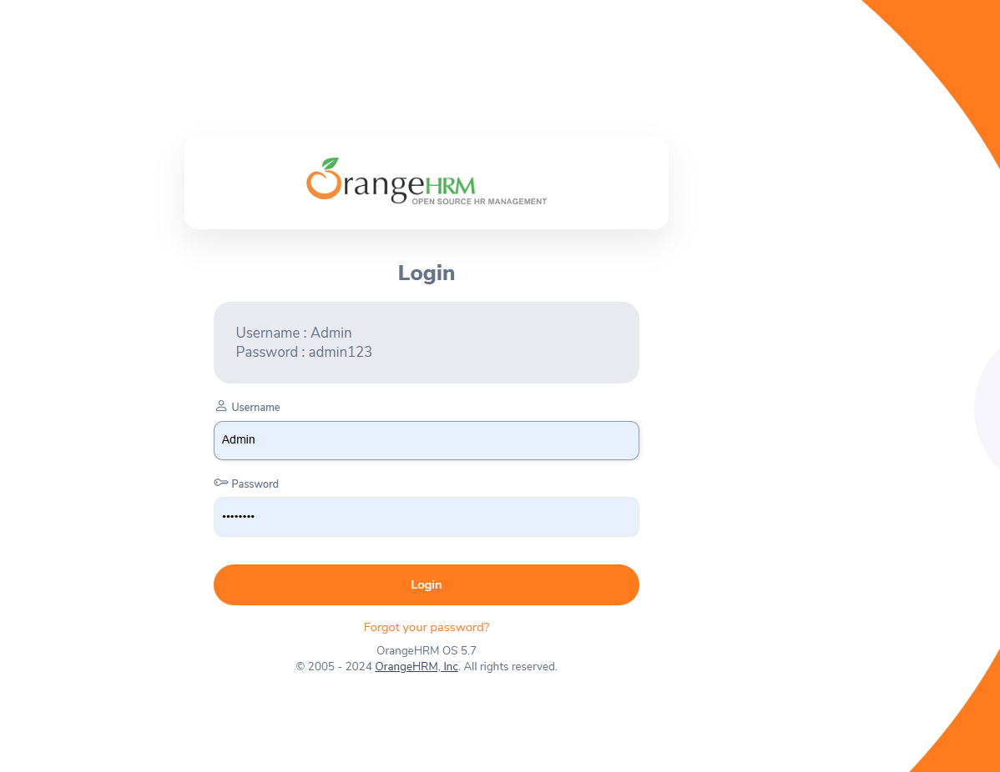 OrangeHRM
OPEN SOURCE HR MANAGEMENT
Login
Username : Admin
Password : admin123
Username
Admin
Password
••••••••
Login
Forgot your password?
OrangeHRM OS 5.7
© 2005 - 2024 OrangeHRM, Inc. All rights reserved.